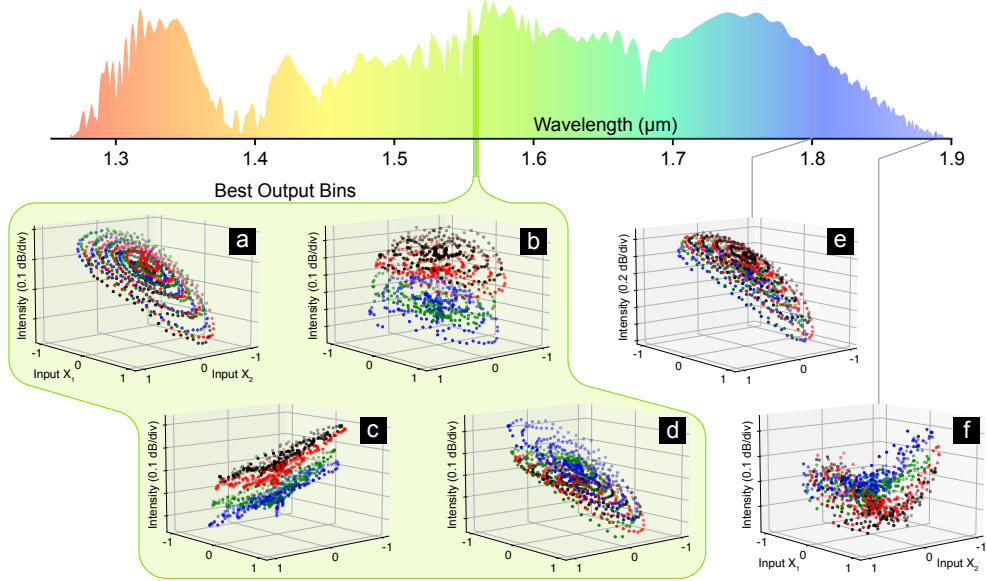 Wavelength (μm)
1.3 1.4 1.5 1.6 1.7 1.8 1.9
Best Output Bins
a
Intensity (0.1 dB/div)
-1 0 1 1 0 -1
Input X1 Input X2
b
Intensity (0.1 dB/div)
-1 0 1 1 0 -1
e
Intensity (0.2 dB/div)
-1 0 1 1 0 -1
c
Intensity (0.1 dB/div)
-1 0 1 1 0 -1
d
Intensity (0.1 dB/div)
-1 0 1 1 0 -1
f
Intensity (0.1 dB/div)
-1 0 1 1 0 -1
Input X1 Input X2